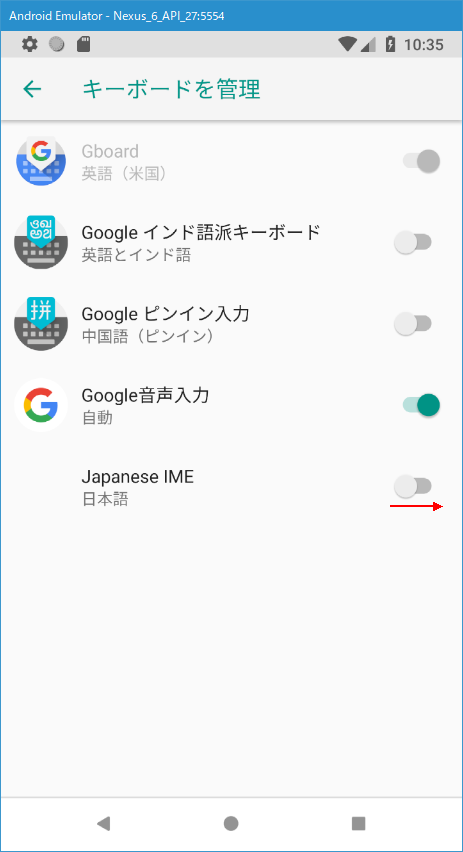 Android Emulator - Nexus_6_API_27:5554
10:35
キーボードを管理
Gboard
英語（米国）
Google インド語派キーボード
英語とインド語
Google ピンイン入力
中国語（ピンイン）
Google音声入力
自動
Japanese IME
日本語